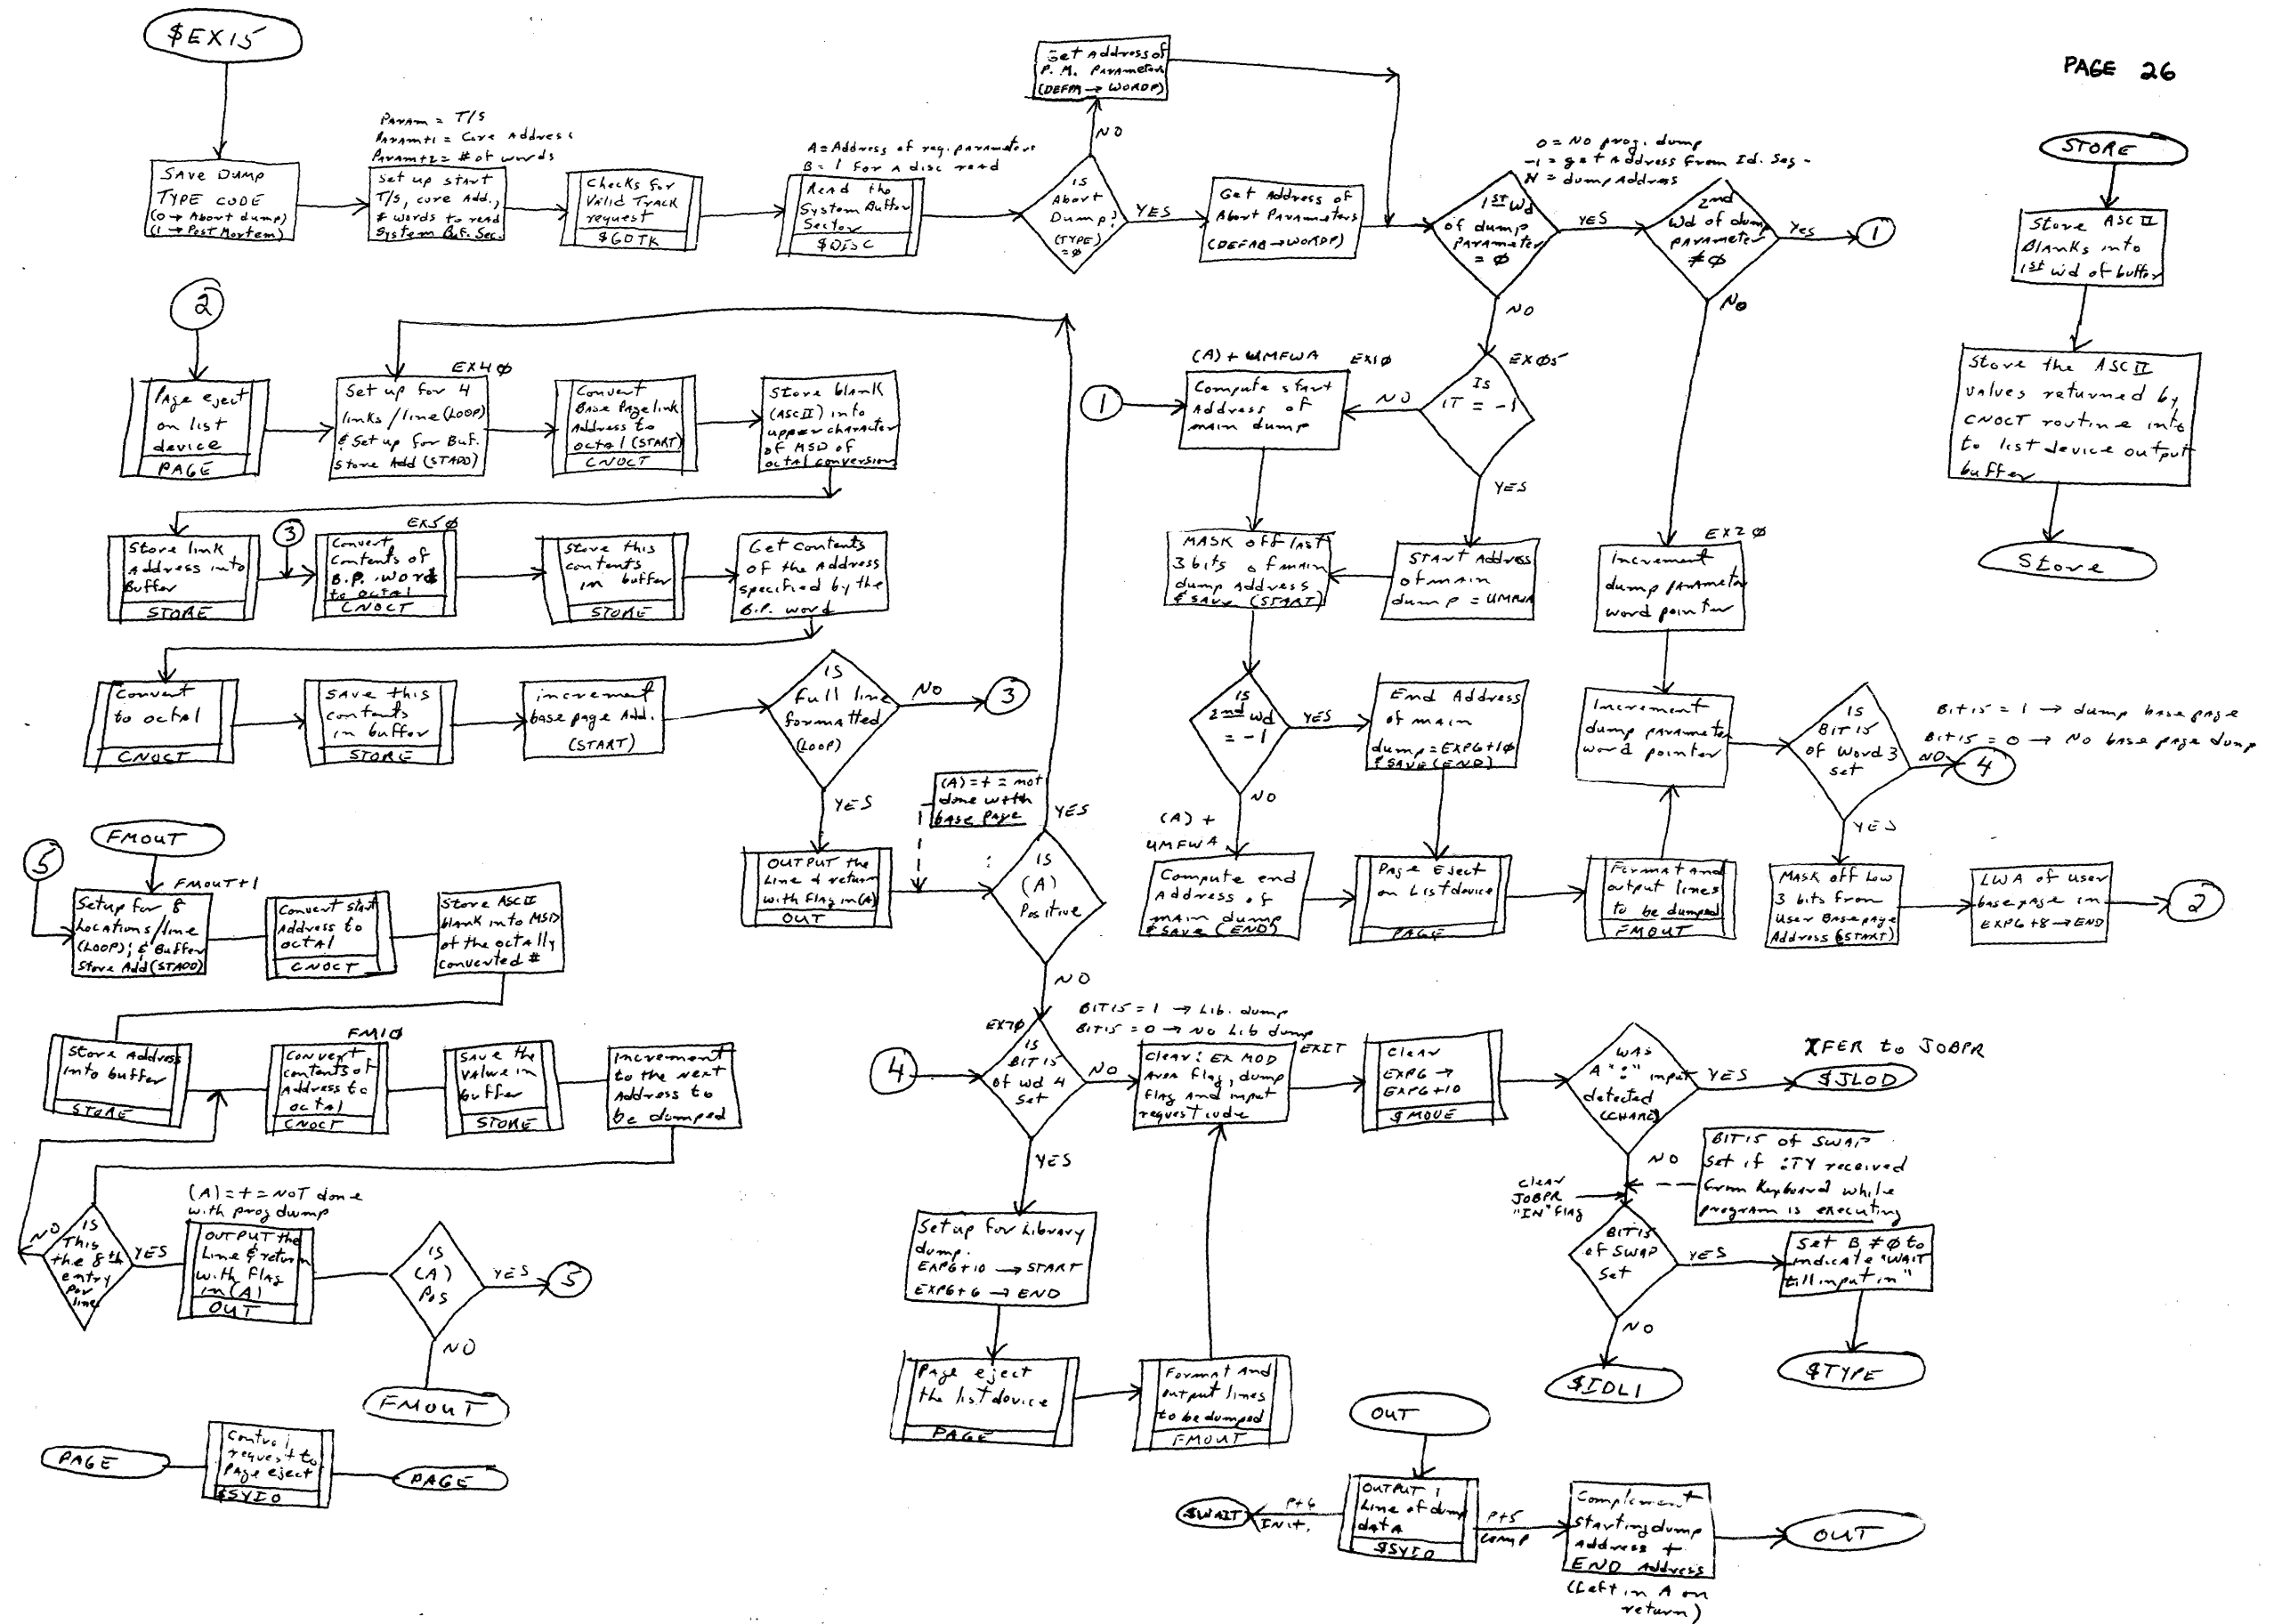 PAGE 26
$EX15
SAVE DUMP
TYPE CODE
(0→Abort dump)
(1→Post Mortem)
PARAM = T/S
PARAM+1 = Core Address
PARAM+2 = # of words
Set up start
T/S, core Add.,
# words to read
System Buf. Sec.
Checks for
Valid Track
request
$GDTK
A=Address of req. parameters
B=1 for a disc read
Read the
System Buffer
Sector
$DISC
IS
Abort
Dump?
(TYPE)
=Ø
NO
Get Address of
P.M. Parameters
(DEFPM→WORDP)
YES
Get Address of
Abort Parameters
(DEFAB→WORDP)
0 = No prog. dump
-1 = get Address from Id. Seg -
N = dump Address
1ST Wd
of dump
parameter
= Ø
YES
NO
2nd
Wd of dump
parameter
≠Ø
Yes
1
No
STORE
Store ASCII
Blanks into
1st wd of buffer
Store the ASCII
values returned by
CNOCT routine into
to list device output
buffer
Store
2
Page eject
on list
device
PAGE
EX4Ø
Set up for 4
links/line (LOOP)
& Set up for Buf.
Store Add (STADD)
Convert
Base Page link
Address to
octal (START)
CNOCT
Store blank
(ASCII) into
upper character
of MSD of
octal conversion
Store link
Address into
Buffer
STORE
3
EX5Ø
Convert
Contents of
B.P. word
to octal
CNOCT
Store this
contents
in buffer
STORE
Get contents
of the Address
specified by the
B.P. word
Convert
to octal
CNOCT
SAVE this
contents
in buffer
STORE
increment
base page Add.
(START)
IS
full line
formatted
(LOOP)
NO
3
YES
OUTPUT the
Line & return
with flag in (A)
OUT
(A)=+ = not
done with
base page
IS
(A)
Positive
YES
NO
1
(A)+UMFWA
EX1Ø
Compute start
Address of
main dump
EXØ5
IS
IT = -1
NO
YES
MASK off last
3 bits of main
dump Address
& SAVE (START)
START Address
of main
dump = UMFWA
IS
2nd wd
= -1
YES
NO
End Address
of main
dump=EXPG+1Ø
& SAVE (END)
(A)+
UMFWA
Compute end
Address of
main dump
& save (END)
Page Eject
on List device
PAGE
Format and
output lines
to be dumped
FMOUT
EX2Ø
Increment
dump parameter
word pointer
Increment
dump parameter
word pointer
IS
BIT 15
of Word 3
set
Bit 15 = 1 → dump base page
Bit 15 = 0 → No base page dump
NO
4
YES
MASK off Low
3 bits from
User Base page
Address (START)
LWA of user
base page in
EXPG+8→END
2
FMOUT
5
FMOUT+1
Setup for 8
Locations/line
(LOOP); & Buffer
Store Add (STADD)
Convert start
Address to
octal
CNOCT
Store ASCII
blank into MSD
of the octally
converted #
Store Address
into buffer
STORE
FM1Ø
Convert
contents of
Address to
octal
CNOCT
SAVE the
value in
buffer
STORE
Increment
to the next
Address to
be dumped
NO
IS
This
the 8th
entry
per
line
YES
(A)=+=NOT done
with prog dump
OUTPUT the
Line & return
with flag
in (A)
OUT
IS
(A)
Pos
YES
5
NO
FMOUT
PAGE
Control
request to
Page eject
$SYIO
PAGE
4
EX7Ø
IS
BIT 15
of wd 4
Set
BIT 15 = 1 → Lib. dump
BIT 15 = 0 → No Lib dump
NO
YES
Clear: EX MOD
Area flag, dump
flag and input
request code
EXIT
Clear
EXPG →
EXPG+10
$MOVE
WAS
A ":" input
detected
(CHARC)
YES
XFER to JOBPR
$JLOD
NO
BIT 15 of SWAP
Set if :TY received
from Keyboard while
program is executing
Clear
JOBPR
"IN" flag
BIT 15
of SWAP
Set
YES
Set B ≠ Ø to
indicate "WAIT
till input in"
$TYPE
NO
$IDL1
Set up for Library
dump.
EXPG+10 → START
EXPG+6 → END
Page eject
the list device
PAGE
Format And
output lines
to be dumped
FMOUT
OUT
$WAIT
P+6
Init.
OUTPUT 1
Line of dump
data
$SYIO
P+5
Comp
Complement
starting dump
Address +
END Address
(Left in A on
return)
OUT